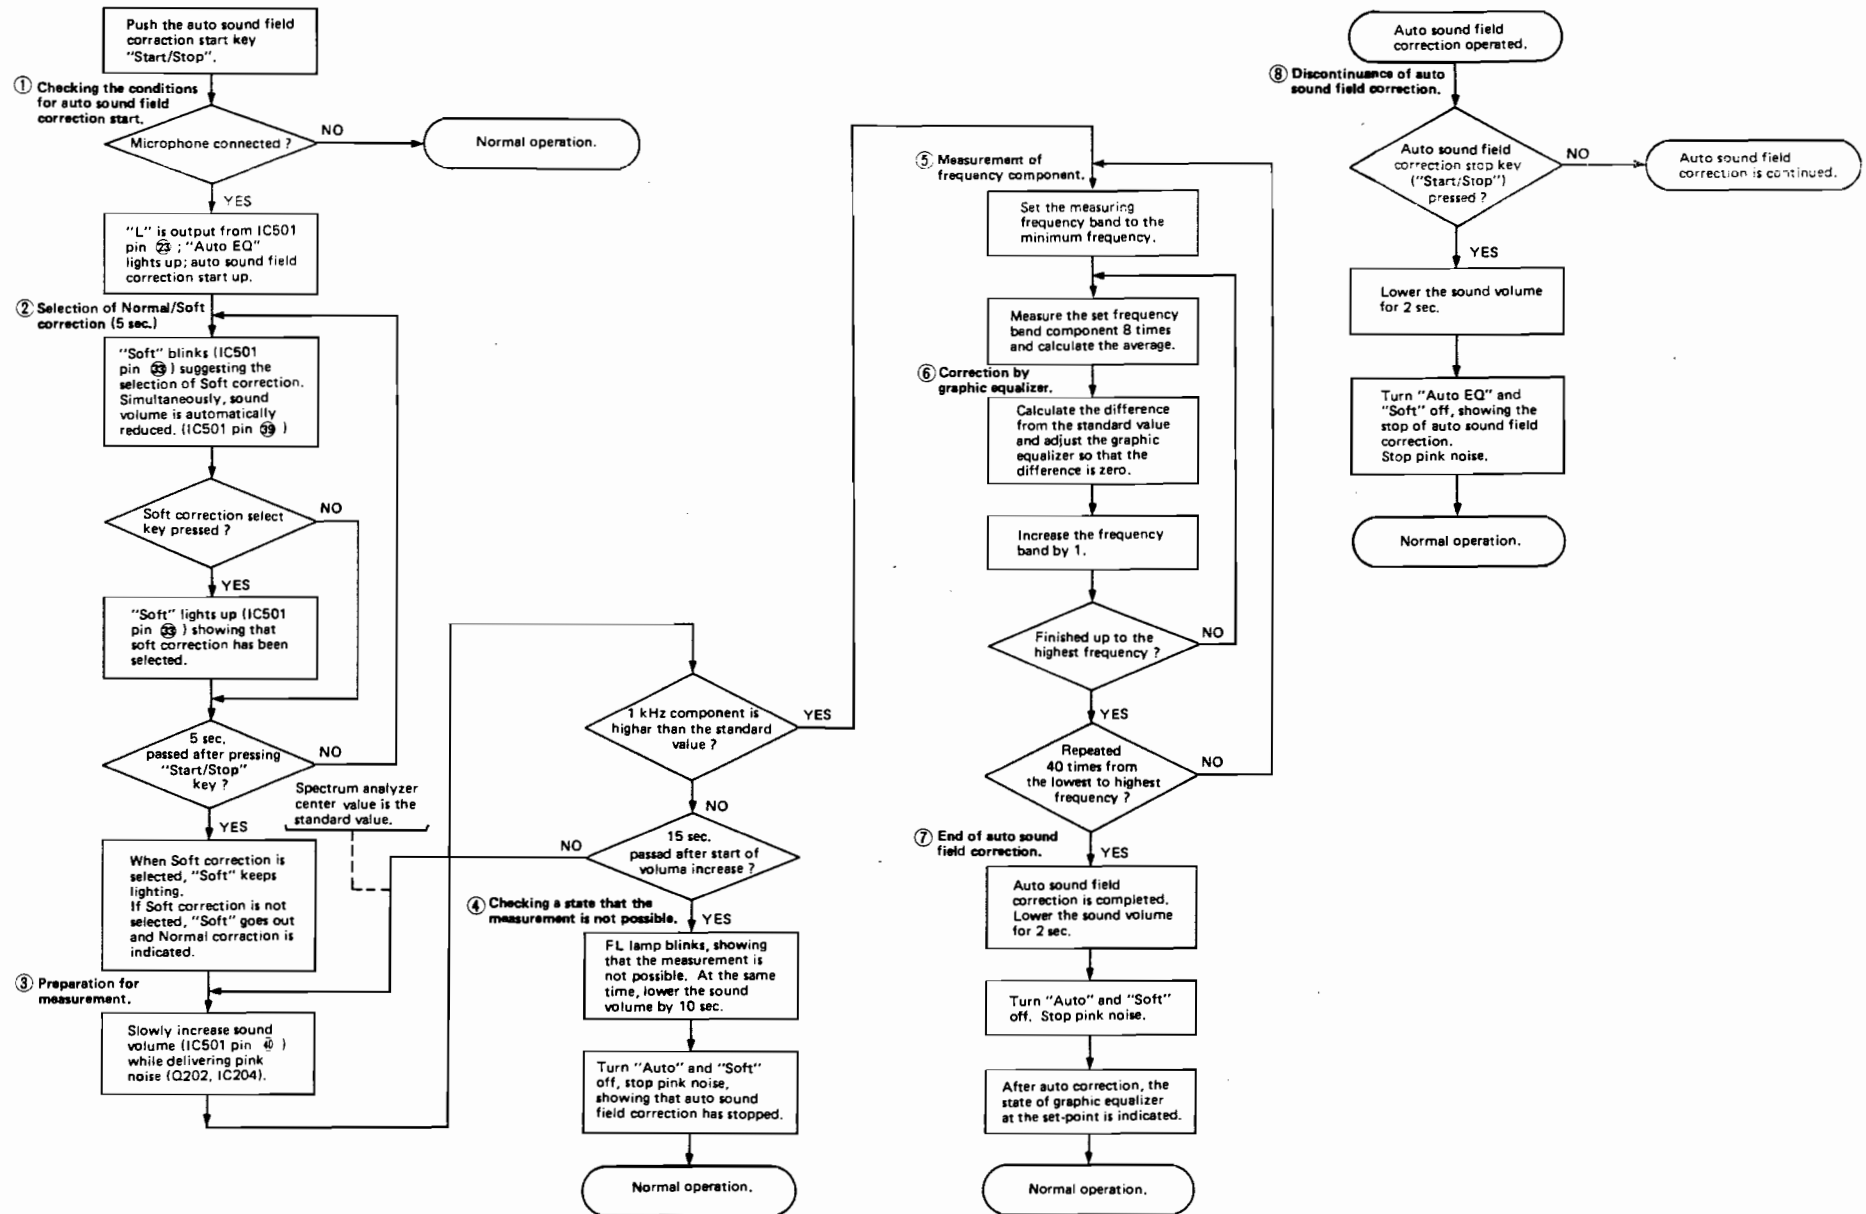 Push the auto sound field
corraction start key
"Start/Stop".
① Checking the conditions
for auto sound field
correction start.
Microphone connected ?
NO
Normal operation.
YES
"L" is output from IC501
pin ㉓ ; "Auto EQ"
lights up; auto sound field
correction start up.
② Selection of Normal/Soft
correction (5 sec.)
"Soft" blinks (IC501
pin ㉝ ) suggesting the
selection of Soft correction.
Simultaneously, sound
volume is automatically
reduced. (IC501 pin ㊴ )
Soft correction select
key pressed ?
NO
YES
"Soft" lights up (IC501
pin ㉝ ) showing that
soft correction has been
selected.
5 sec.
passed after pressing
"Start/Stop"
key ?
NO
YES
Spectrum analyzer
center value is the
standard value.
When Soft correction is
selected, "Soft" keeps
lighting.
If Soft correction is not
selected, "Soft" goes out
and Normal corraction is
indicated.
③ Preparation for
measurement.
Slowly increase sound
volume (IC501 pin ㊵ )
while delivering pink
noise (Q202, IC204).
1 kHz component is
higher than the standard
value ?
YES
NO
15 sec.
passed after start of
voluma increase ?
NO
④ Checking a state that the
measurement is not possible.
YES
FL lamp blinks, showing
that the measurement is
not possible. At the same
time, lower the sound
volume by 10 sec.
Turn "Auto" and "Soft"
off, stop pink noise,
showing that auto sound
field correction has stopped.
Normal operation.
⑤ Measurement of
frequency component.
Set the measuring
frequency band to the
minimum frequency.
Measure the set frequency
band component 8 times
and calculate the average.
⑥ Correction by
graphic equalizer.
Calculate the difference
from the standard value
and adjust the graphic
equalizer so that the
difference is zero.
Increase the frequency
band by 1.
Finished up to the
highest frequency ?
NO
YES
Repeated
40 times from
the lowest to highest
frequency ?
NO
⑦ End of auto sound
field correction.
YES
Auto sound field
correction is completed.
Lower the sound volume
for 2 sec.
Turn "Auto" and "Soft"
off. Stop pink noise.
After auto correction, the
state of graphic equalizer
at the set-point is indicated.
Normal operation.
Auto sound field
correction operated.
⑧ Discontinuance of auto
sound field correction.
Auto sound field
correction stop key
("Start/Stop")
pressed ?
NO
Auto sound field
correction is continued.
YES
Lower the sound volume
for 2 sec.
Turn "Auto EQ" and
"Soft" off, showing the
stop of auto sound field
correction.
Stop pink noise.
Normal operation.